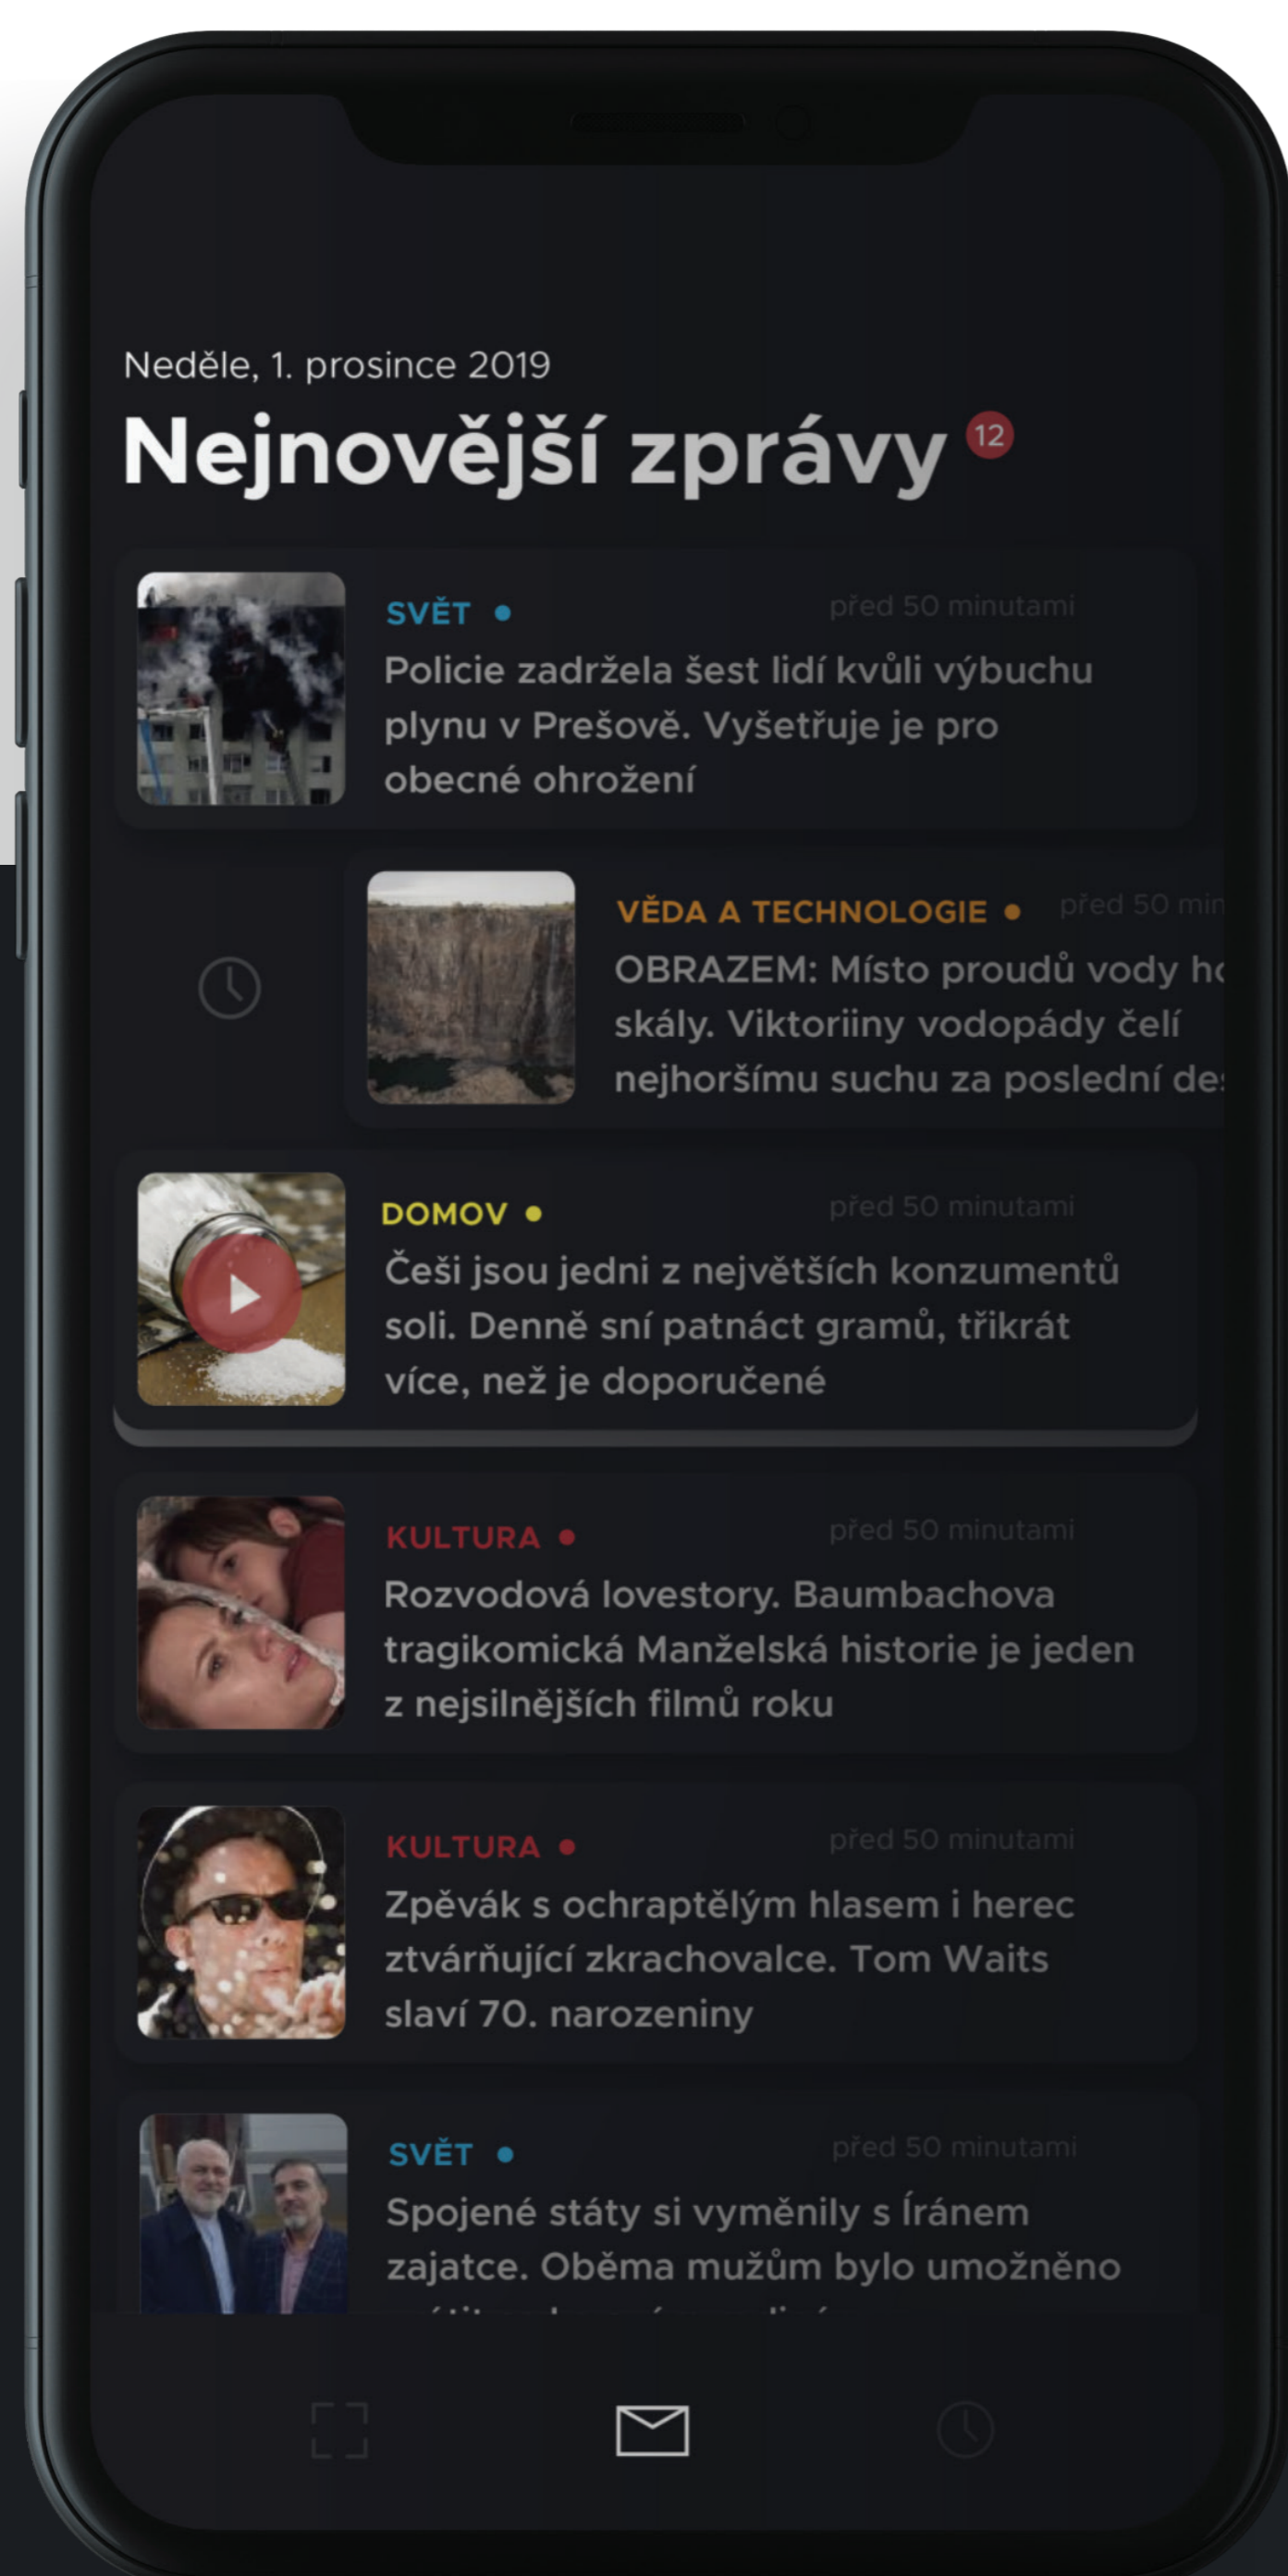 Neděle, 1. prosince 2019
Nejnovější zprávy 12
SVĚT • před 50 minutami
Policie zadržela šest lidí kvůli výbuchu
plynu v Prešově. Vyšetřuje je pro
obecné ohrožení
VĚDA A TECHNOLOGIE • před 50
OBRAZEM: Místo proudů vody
skály. Viktoriiny vodopády čelí
nejhoršímu suchu za poslední
DOMOV • před 50 minutami
Češi jsou jedni z největších konzumentů
soli. Denně sní patnáct gramů, třikrát
více, než je doporučené
KULTURA • před 50 minutami
Rozvodová lovestory. Baumbachova
tragikomická Manželská historie je jeden
z nejsilnějších filmů roku
KULTURA • před 50 minutami
Zpěvák s ochraptělým hlasem i herec
ztvárňující zkrachovalce. Tom Waits
slaví 70. narozeniny
SVĚT • před 50 minutami
Spojené státy si vyměnily s Íránem
zajatce. Oběma mužům bylo umožněno